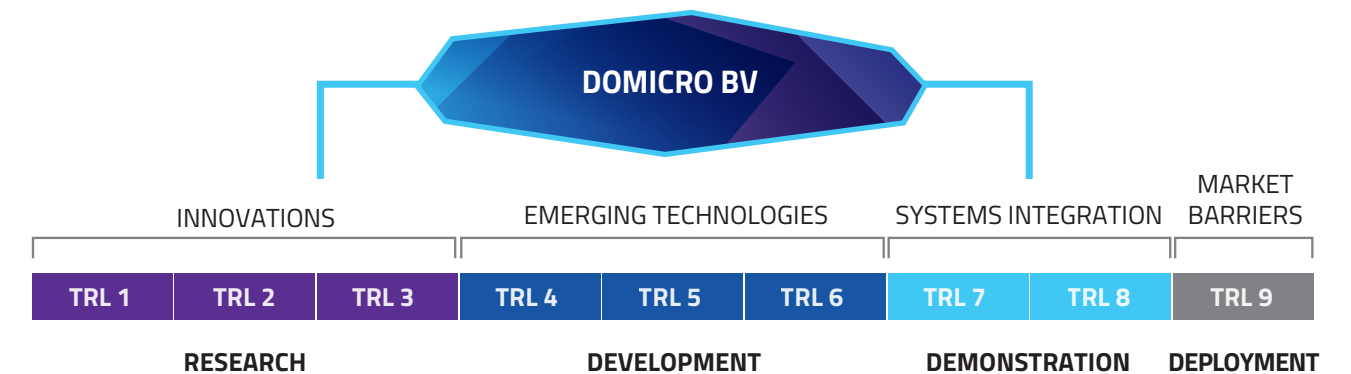 DOMICRO BV
INNOVATIONS
EMERGING TECHNOLOGIES
SYSTEMS INTEGRATION
MARKET
BARRIERS
TRL 1
TRL 2
TRL 3
TRL 4
TRL 5
TRL 6
TRL 7
TRL 8
TRL 9
RESEARCH
DEVELOPMENT
DEMONSTRATION
DEPLOYMENT